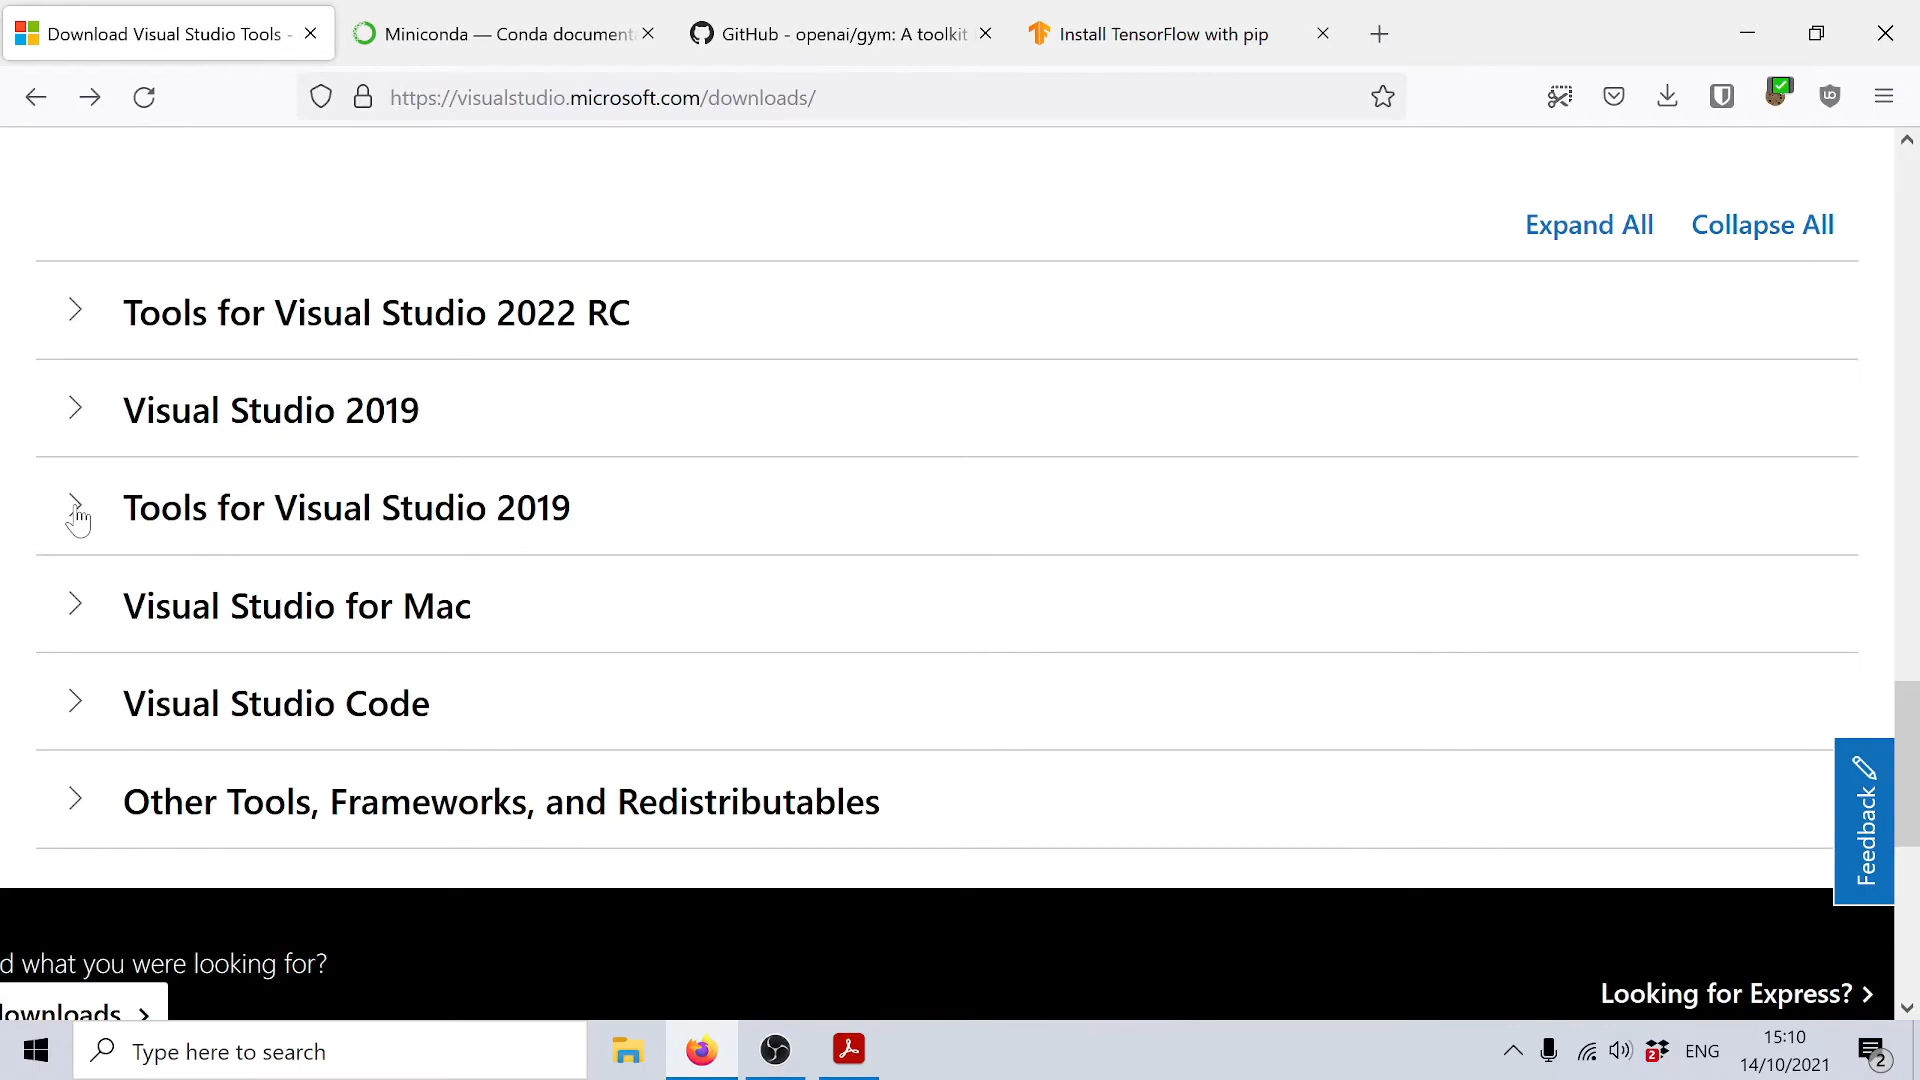 Download Visual Studio Tools -
Miniconda — Conda document
GitHub - openai/gym: A toolkit
Install TensorFlow with pip
https://visualstudio.microsoft.com/downloads/
Expand All
Collapse All
Tools for Visual Studio 2022 RC
Visual Studio 2019
Tools for Visual Studio 2019
Visual Studio for Mac
Visual Studio Code
Other Tools, Frameworks, and Redistributables
Feedback
d what you were looking for?
ownloads
Looking for Express?
Type here to search
2
ENG
15:10
14/10/2021
2